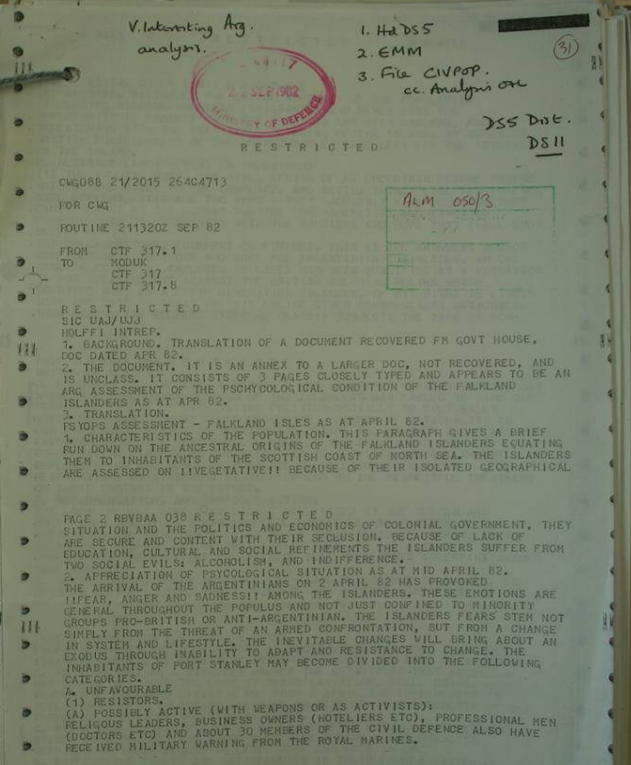 V. Interesting Arg.
analysis.
1. Hd DS5
2. EMM
3. File CIVPOP.
cc. Analysis
31
22 SEP 1982
MINISTRY OF DEFENCE
DS5 Dist.
DS11
RESTRICTED
CWG088 21/2015 264C4713
FOR CWG
ROUTINE 211320Z SEP 82
FROM CTF 317.1
TO MODUK
CTF 317
CTF 317.8
R E S T R I C T E D
SIC UAJ/UJJ
HOLFFI INTREP.
1. BACKGROUND. TRANSLATION OF A DOCUMENT RECOVERED FM GOVT HOUSE,
DOC DATED APR 82.
2. THE DOCUMENT. IT IS AN ANNEX TO A LARGER DOC, NOT RECOVERED, AND
IS UNCLASS. IT CONSISTS OF 3 PAGES CLOSELY TYPED AND APPEARS TO BE AN
ARG ASSESSMENT OF THE PSCHYCOLOGICAL CONDITION OF THE FALKLAND
ISLANDERS AS AT APR 82.
3. TRANSLATION.
PSYOPS ASSESSMENT - FALKLAND ISLES AS AT APRIL 82.
1. CHARACTERISTICS OF THE POPULATION. THIS PARAGRAPH GIVES A BRIEF
RUN DOWN ON THE ANCESTRAL ORIGINS OF THE FALKLAND ISLANDERS EQUATING
THEM TO INHABITANTS OF THE SCOTTISH COAST OF NORTH SEA. THE ISLANDERS
ARE ASSESSED ON !!VEGETATIVE!! BECAUSE OF THEIR ISOLATED GEOGRAPHICAL
PAGE 2 RBVBAA 038 R E S T R I C T E D
SITUATION AND THE POLITICS AND ECONOMICS OF COLONIAL GOVERNMENT, THEY
ARE SECURE AND CONTENT WITH THEIR SECLUSION. BECAUSE OF LACK OF
EDUCATION, CULTURAL AND SOCIAL REFINEMENTS THE ISLANDERS SUFFER FROM
TWO SOCIAL EVILS: ALCOHOLISM, AND INDIFFERENCE.
2. APPRECIATION OF PSYCOLOGICAL SITUATION AS AT MID APRIL 82.
THE ARRIVAL OF THE ARGENTINIANS ON 2 APRIL 82 HAS PROVOKED
!!FEAR, ANGER AND SADNESS!! AMONG THE ISLANDERS. THESE EMOTIONS ARE
GENERAL THROUGHOUT THE POPULUS AND NOT JUST CONFINED TO MINORITY
GROUPS PRO-BRITISH OR ANTI-ARGENTINIAN. THE ISLANDERS FEARS STEM NOT
SIMPLY FROM THE THREAT OF AN ARMED CONFRONTATION, BUT FROM A CHANGE
IN SYSTEM AND LIFESTYLE. THE INEVITABLE CHANGES WILL BRING ABOUT AN
EXODUS THROUGH INABILITY TO ADAPT AND RESISTANCE TO CHANGE. THE
INHABITANTS OF PORT STANLEY MAY BECOME DIVIDED INTO THE FOLLOWING
CATEGORIES.
A. UNFAVOURABLE
(1) RESISTORS.
(A) POSSIBLY ACTIVE (WITH WEAPONS OR AS ACTIVISTS):
RELIGOUS LEADERS, BUSINESS OWNERS (HOTELIERS ETC), PROFESSIONAL MEN
(DOCTORS ETC) AND ABOUT 30 MEMBERS OF THE CIVIL DEFENCE ALSO HAVE
RECEIVED MILITARY WARNING FROM THE ROYAL MARINES.